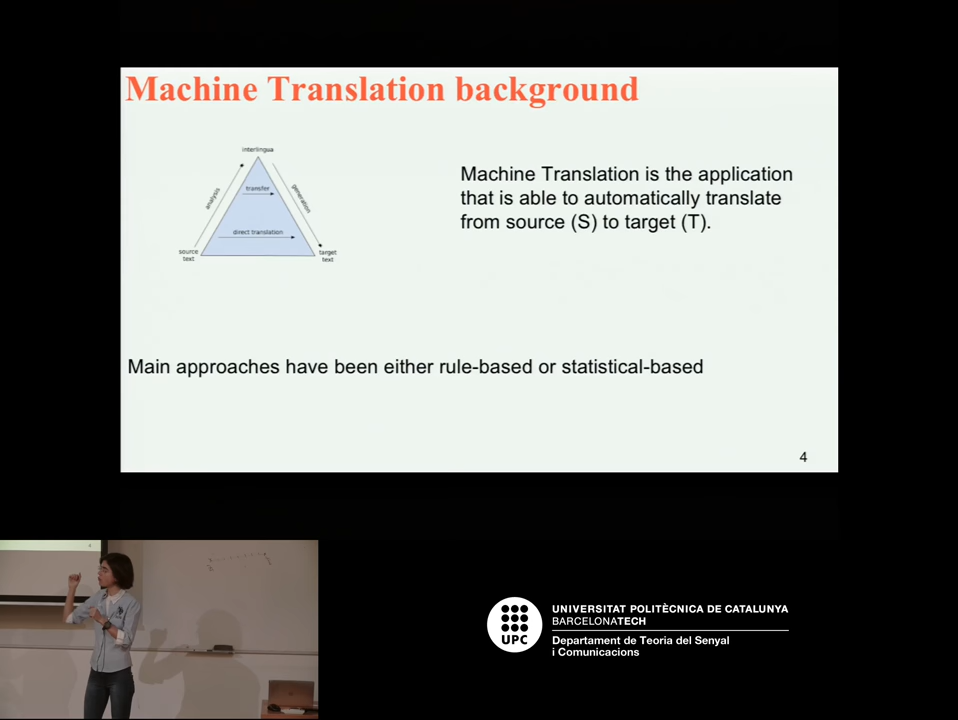 Machine Translation background
interlingua
analysis
transfer
generation
direct translation
source
text
target
text
Machine Translation is the application
that is able to automatically translate
from source (S) to target (T).
Main approaches have been either rule-based or statistical-based
4
UPC
UNIVERSITAT POLITÈCNICA DE CATALUNYA
BARCELONATECH
Departament de Teoria del Senyal
i Comunicacions